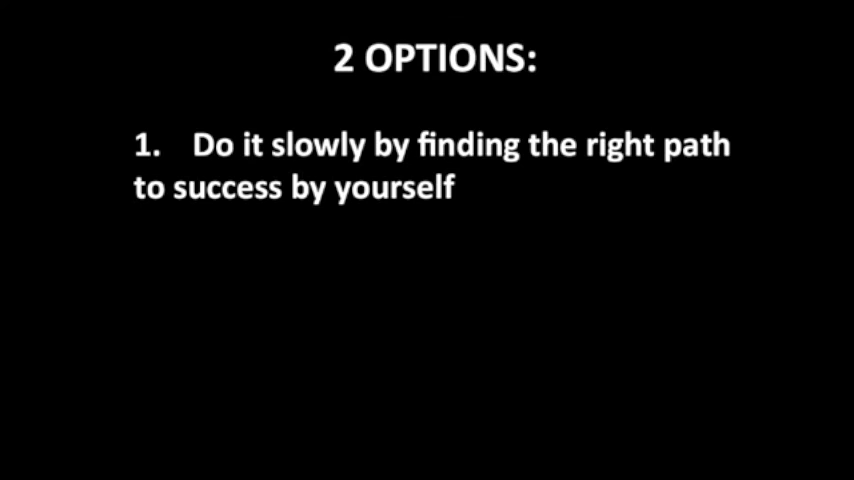 2 OPTIONS:
1. Do it slowly by finding the right path
to success by yourself